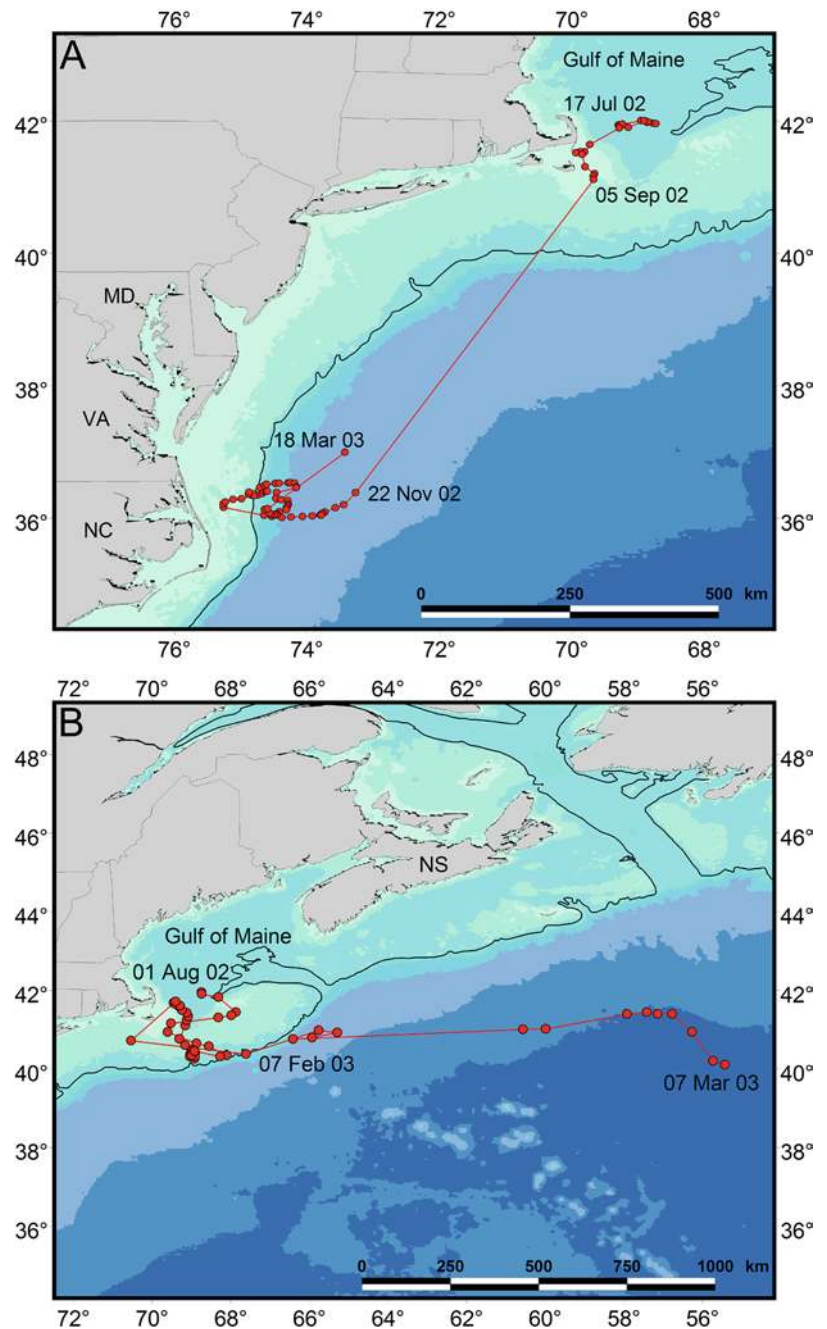 76° 74° 72° 70° 68°
A
Gulf of Maine
17 Jul 02
42°
42°
05 Sep 02
40°
40°
MD
38°
38°
VA
18 Mar 03
22 Nov 02
36°
36°
NC
0 250 500 km
76° 74° 72° 70° 68°
72° 70° 68° 66° 64° 62° 60° 58° 56°
B
48°
48°
46°
46°
NS
44°
44°
Gulf of Maine
01 Aug 02
42°
42°
07 Feb 03
07 Mar 03
40°
40°
38°
38°
36°
36°
0 250 500 750 1000 km
72° 70° 68° 66° 64° 62° 60° 58° 56°